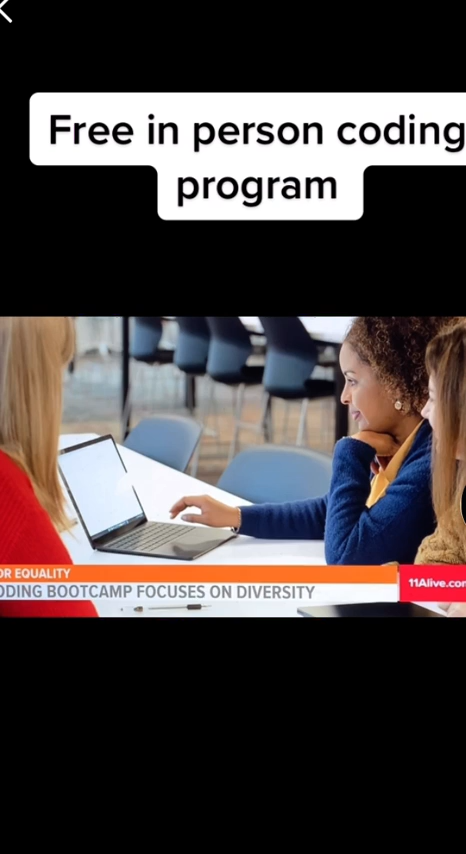 Free in person coding
program
OR EQUALITY
ODING BOOTCAMP FOCUSES ON DIVERSITY
11Alive.com